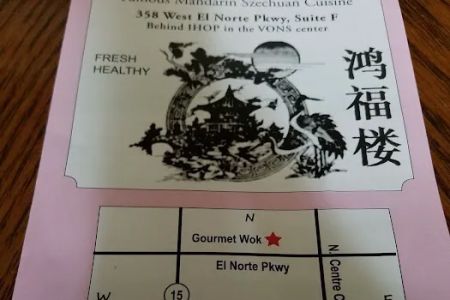 Famous Mandarin Szechuan Cuisine
358 West El Norte Pkwy, Suite F
Behind IHOP in the VONS center
FRESH
HEALTHY
鸿福楼
N
Gourmet Wok
El Norte Pkwy
N. Centre C
W
15
E